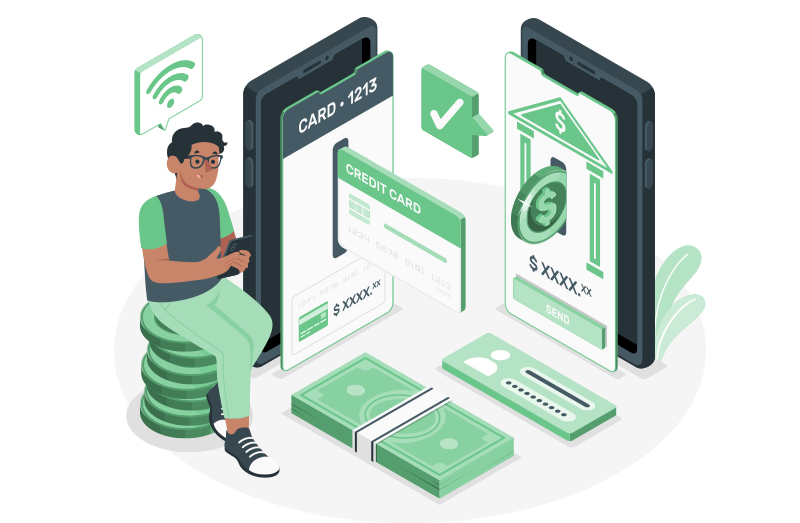 CARD • 1213
CREDIT CARD
1234 5678 9101 1213
$ XXXX.XX
$
$
$ XXXX.XX
SEND